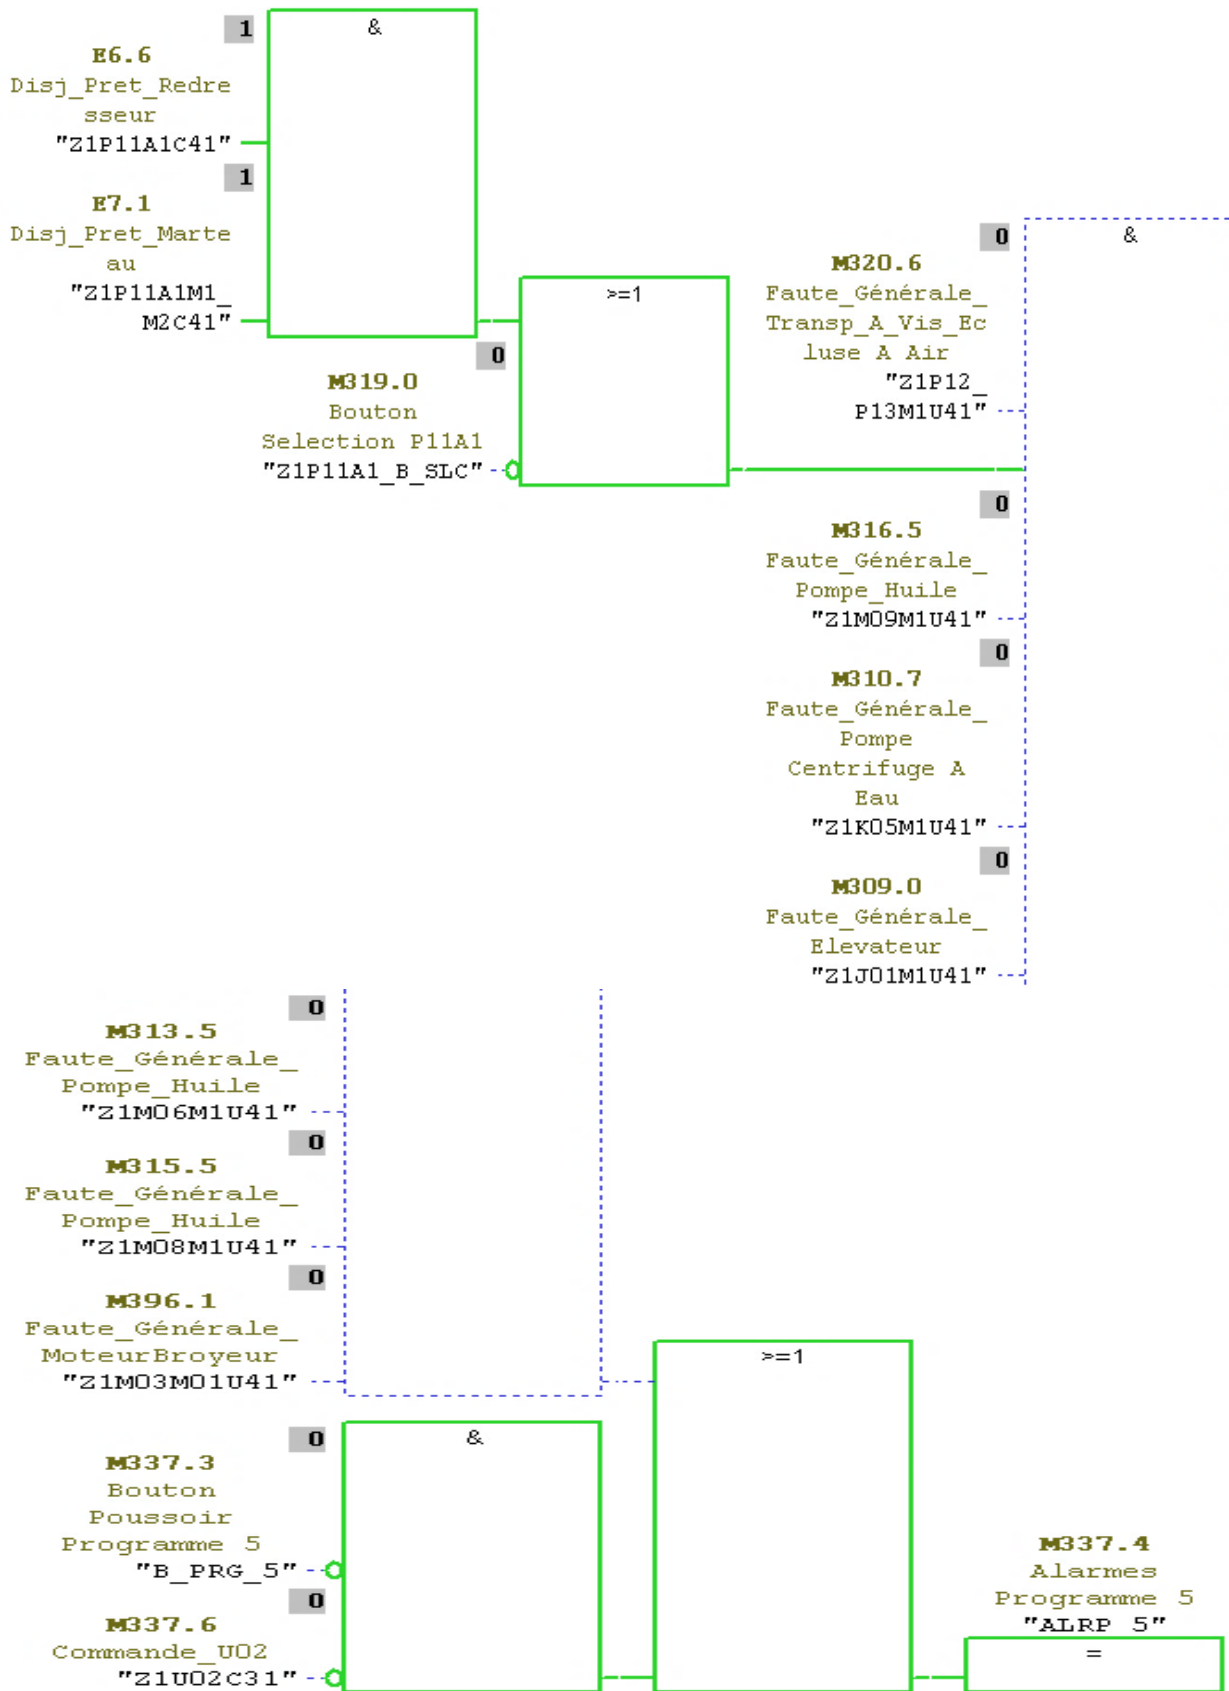 1
&
E6.6
Disj_Pret_Redre
sseur
"Z1P11A1C41"
1
E7.1
Disj_Pret_Marte
au
"Z1P11A1M1_
M2C41"
>=1
0
M319.0
Bouton
Selection P11A1
"Z1P11A1_B_SLC"
0
&
M320.6
Faute_Générale_
Transp_A_Vis_Ec
luse A Air
"Z1P12_
P13M1U41"
0
M316.5
Faute_Générale_
Pompe_Huile
"Z1M09M1U41"
0
M310.7
Faute_Générale_
Pompe
Centrifuge A
Eau
"Z1K05M1U41"
0
M309.0
Faute_Générale_
Elevateur
"Z1J01M1U41"
0
M313.5
Faute_Générale_
Pompe_Huile
"Z1M06M1U41"
0
M315.5
Faute_Générale_
Pompe_Huile
"Z1M08M1U41"
0
M396.1
Faute_Générale_
MoteurBroyeur
"Z1M03M01U41"
>=1
0
&
M337.3
Bouton
Poussoir
Programme 5
"B_PRG_5"
0
M337.6
Commande_U02
"Z1U02C31"
M337.4
Alarmes
Programme 5
"ALRP_5"
=